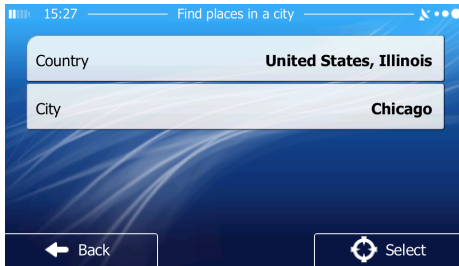 15:27 Find places in a city
Country United States, Illinois
City Chicago
Back Select